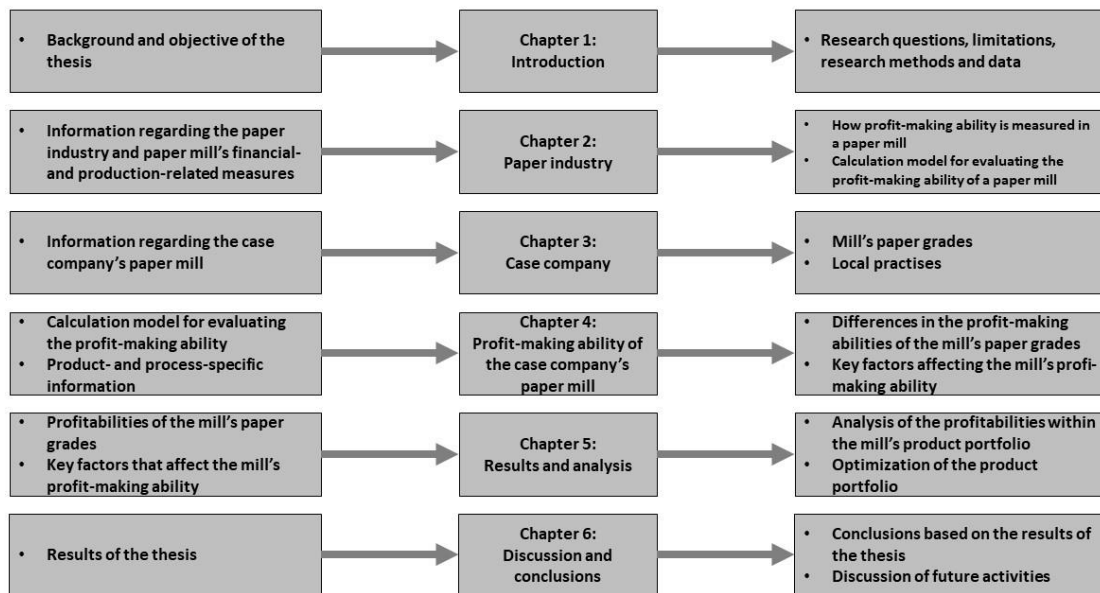 • Background and objective of the
thesis
Chapter 1:
Introduction
• Research questions, limitations,
research methods and data
• Information regarding the paper
industry and paper mill's financial-
and production-related measures
Chapter 2:
Paper industry
• How profit-making ability is measured in
a paper mill
• Calculation model for evaluating the
profit-making ability of a paper mill
• Information regarding the case
company's paper mill
Chapter 3:
Case company
• Mill's paper grades
• Local practises
• Calculation model for evaluating
the profit-making ability
• Product- and process-specific
information
Chapter 4:
Profit-making ability of
the case company's
paper mill
• Differences in the profit-making
abilities of the mill's paper grades
• Key factors affecting the mill's profi-
making ability
• Profitabilities of the mill's paper
grades
• Key factors that affect the mill's
profit-making ability
Chapter 5:
Results and analysis
• Analysis of the profitabilities within
the mill's product portfolio
• Optimization of the product
portfolio
• Results of the thesis
Chapter 6:
Discussion and
conclusions
• Conclusions based on the results of
the thesis
• Discussion of future activities